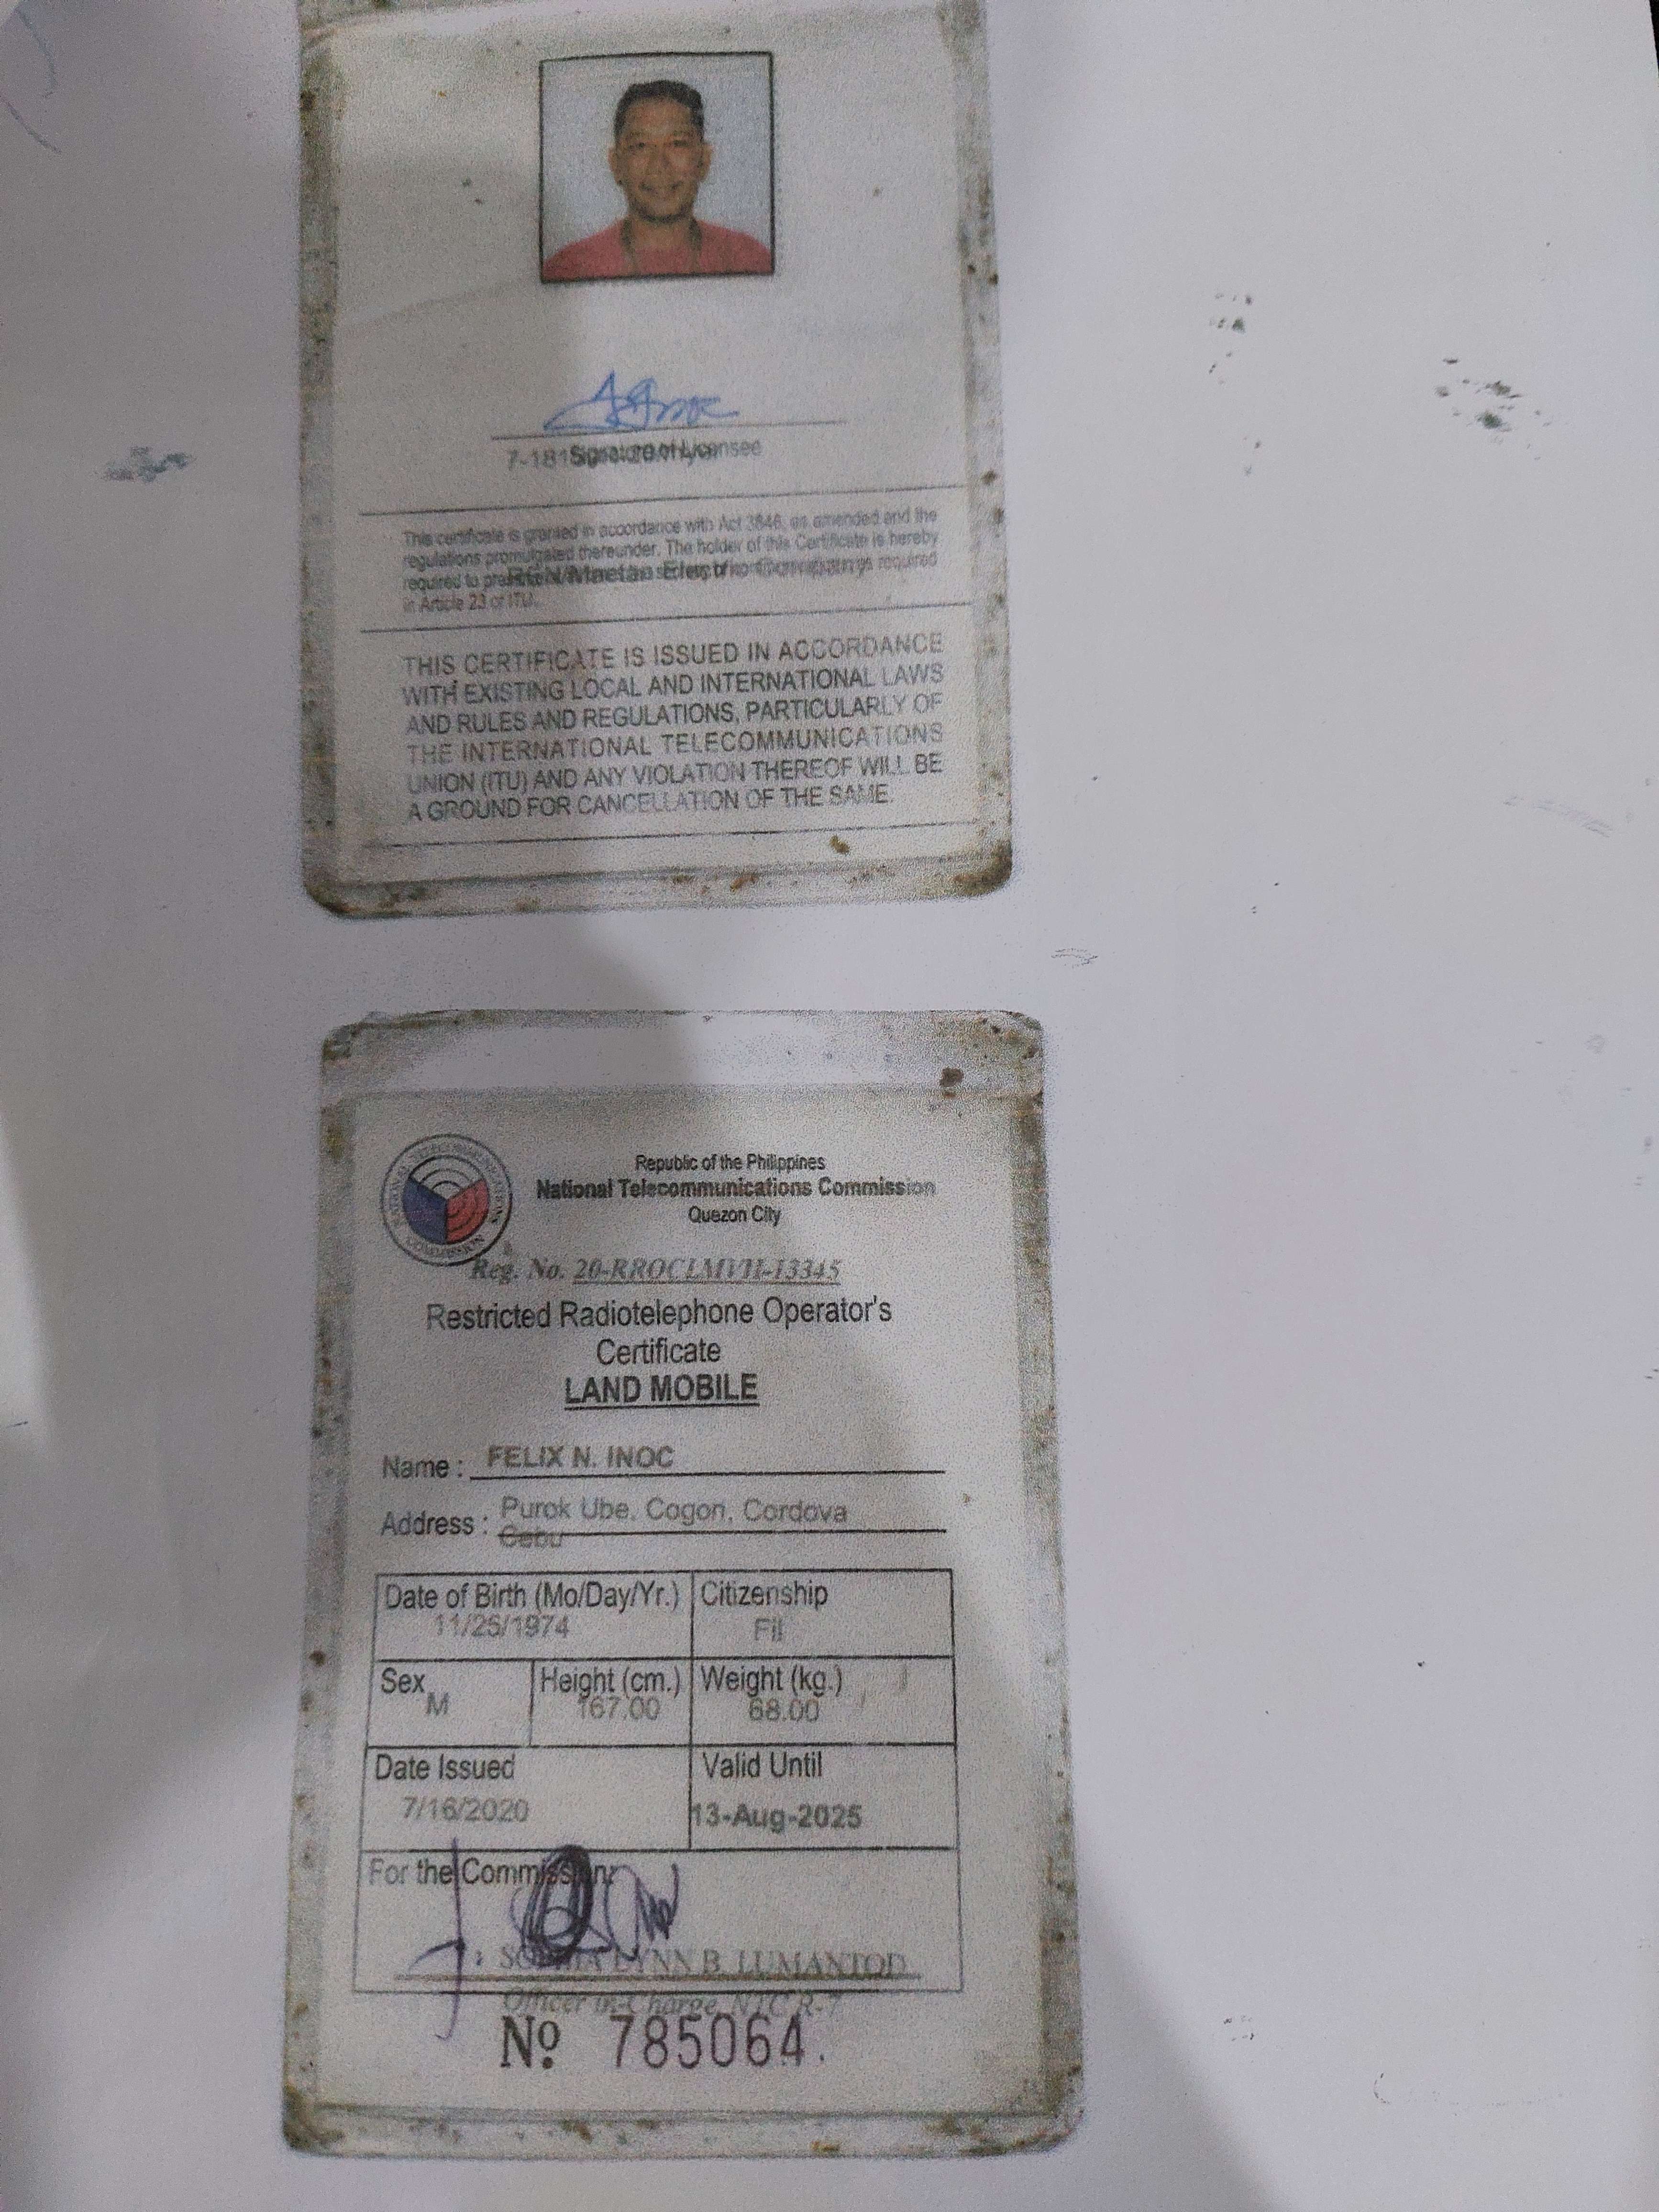 Signature of Licensee
This certificate is granted in accordance with Act 3846, as amended and the
regulations promulgated thereunder. The holder of this Certificate is hereby
required to
required
in Article 23 of ITU.
THIS CERTIFICATE IS ISSUED IN ACCORDANCE
WITH EXISTING LOCAL AND INTERNATIONAL LAWS
AND RULES AND REGULATIONS, PARTICULARLY OF
THE INTERNATIONAL TELECOMMUNICATIONS
UNION (ITU) AND ANY VIOLATION THEREOF WILL BE
A GROUND FOR CANCELLATION OF THE SAME.
NATIONAL TELECOMMUNICATIONS COMMISSION
Republic of the Philippines
National Telecommunications Commission
Quezon City
Reg. No. 20-RROCLMVII-13345
Restricted Radiotelephone Operator's
Certificate
LAND MOBILE
Name : FELIX N. INOC
Address : Purok Ube, Cogon, Cordova
Cebu
Date of Birth (Mo/Day/Yr.) Citizenship
11/25/1974 Fil
Sex Height (cm.) Weight (kg.)
M 167.00 68.00
Date Issued Valid Until
7/16/2020 13-Aug-2025
For the Commission:
LYNN B. LUMANTOD
Officer in-Charge, NTC R-7
Nº 785064